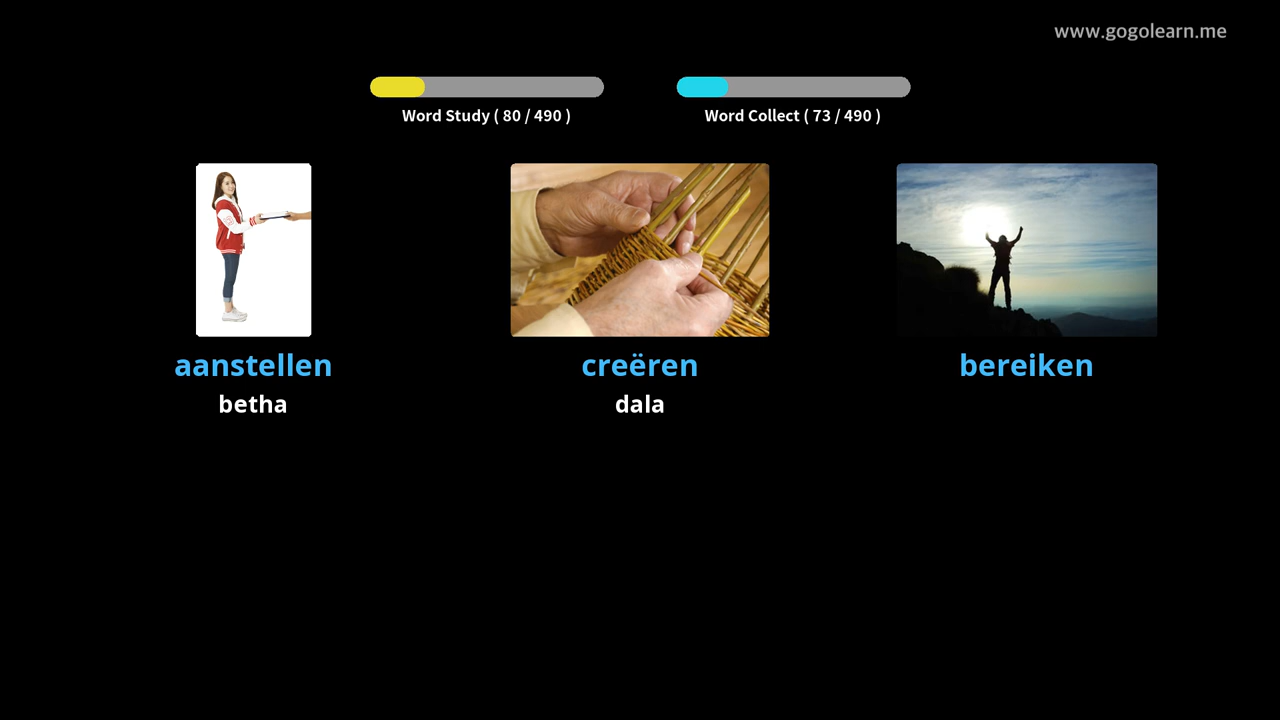 www.gogolearn.me
Word Study ( 80 / 490 )
Word Collect ( 73 / 490 )
aanstellen
betha
creëren
dala
bereiken